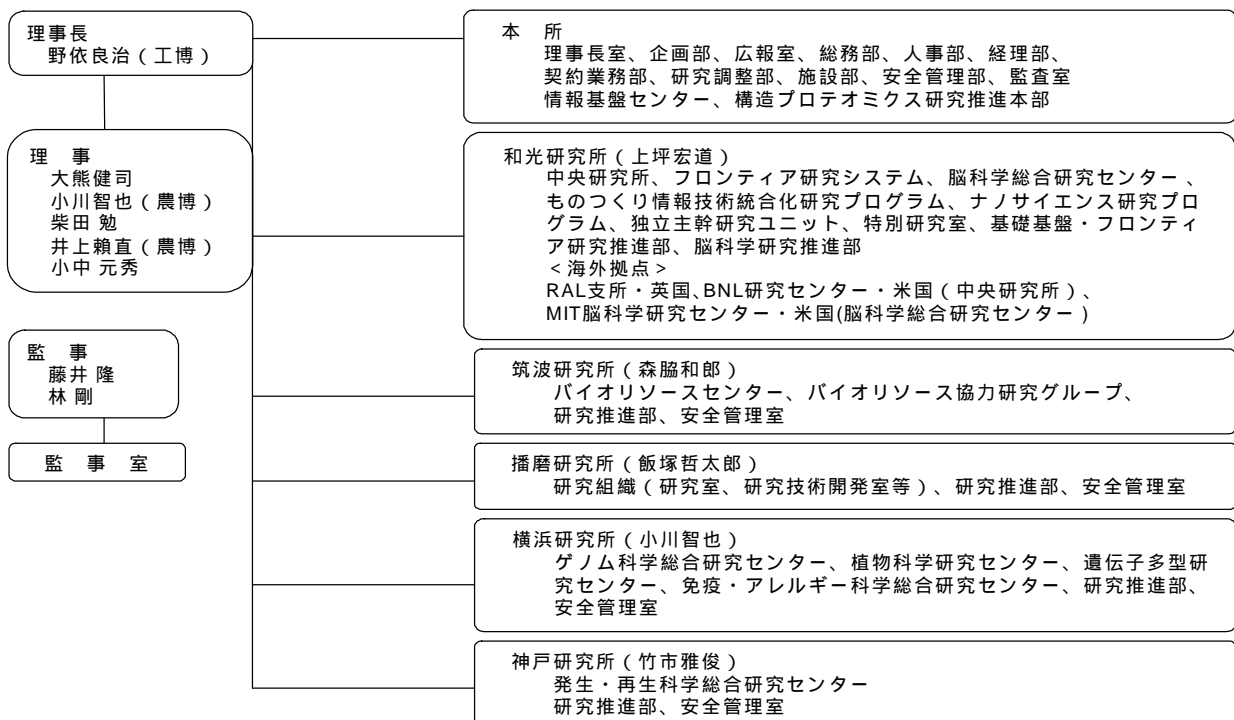 理事長
野依良治(工博)
理 事
大熊健司
小川智也(農博)
柴田 勉
井上頼直(農博)
小中 元秀
監 事
藤井 隆
林 剛
監 事 室
本 所
理事長室、企画部、広報室、総務部、人事部、経理部、
契約業務部、研究調整部、施設部、安全管理部、監査室
情報基盤センター、構造プロテオミクス研究推進本部
和光研究所(上坪宏道)
中央研究所、フロンティア研究システム、脳科学総合研究センター、
ものつくり情報技術統合化研究プログラム、ナノサイエンス研究プロ
グラム、独立主幹研究ユニット、特別研究室、基礎基盤・フロンティ
ア研究推進部、脳科学研究推進部
<海外拠点>
RAL支所・英国、BNL研究センター・米国(中央研究所)、
MIT脳科学研究センター・米国(脳科学総合研究センター)
筑波研究所(森脇和郎)
バイオリソースセンター、バイオリソース協力研究グループ、
研究推進部、安全管理室
播磨研究所(飯塚哲太郎)
研究組織(研究室、研究技術開発室等)、研究推進部、安全管理室
横浜研究所(小川智也)
ゲノム科学総合研究センター、植物科学研究センター、遺伝子多型研
究センター、免疫・アレルギー科学総合研究センター、研究推進部、
安全管理室
神戸研究所(竹市雅俊)
発生・再生科学総合研究センター
研究推進部、安全管理室